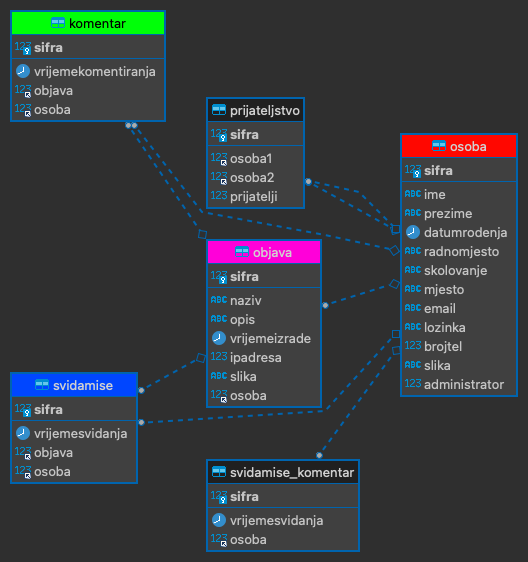 komentar
123 sifra
vrijemekomentiranja
123 objava
123 osoba
prijateljstvo
123 sifra
123 osoba1
123 osoba2
123 prijatelji
osoba
123 sifra
ABC ime
ABC prezime
datumrodenja
ABC radnomjesto
ABC skolovanje
ABC mjesto
ABC email
ABC lozinka
123 brojtel
ABC slika
123 administrator
objava
123 sifra
ABC naziv
ABC opis
vrijemeizrade
123 ipadresa
ABC slika
123 osoba
svidamise
123 sifra
vrijemesvidanja
123 objava
123 osoba
svidamise_komentar
123 sifra
vrijemesvidanja
123 osoba